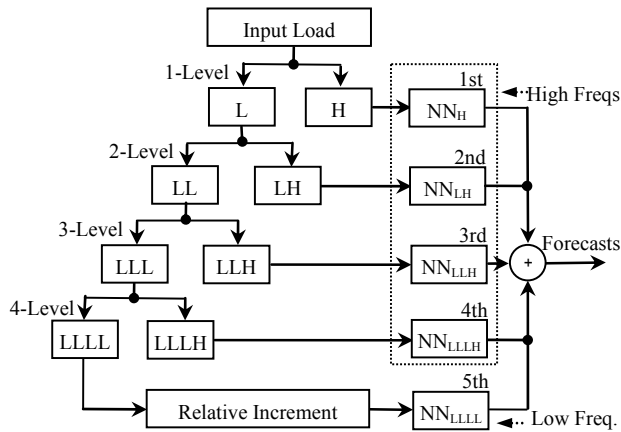 Input Load
1-Level
1st
High Freqs
L
H
NN_H
2-Level
2nd
LL
LH
NN_LH
3-Level
3rd
Forecasts
LLL
LLH
NN_LLH
+
4-Level
4th
LLLL
LLLH
NN_LLLH
5th
Relative Increment
NN_LLLL
Low Freq.